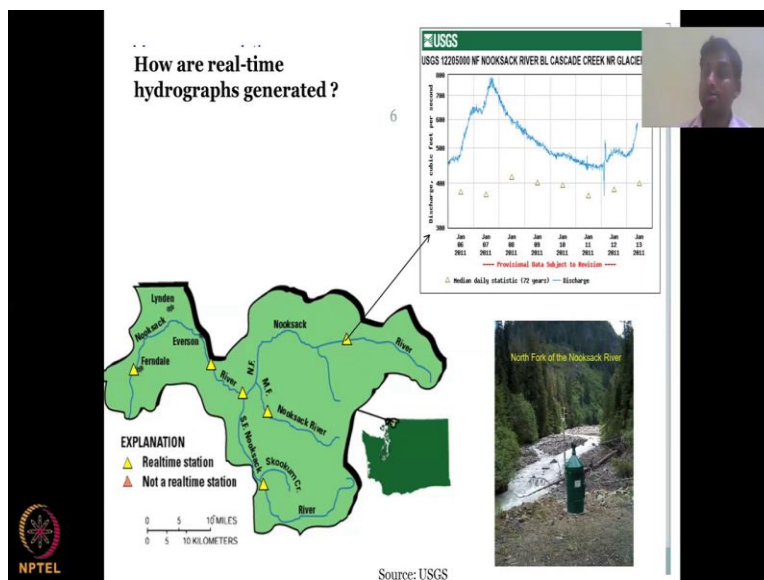 How are real-time
hydrographs generated ?
6
USGS
USGS 12205000 NF NOOKSACK RIVER BL CASCADE CREEK NR GLACIE
Discharge, cubic feet per second
800
700
600
500
400
300
Jan 06 2011
Jan 07 2011
Jan 08 2011
Jan 09 2011
Jan 10 2011
Jan 11 2011
Jan 12 2011
Jan 13 2011
---- Provisional Data Subject to Revision ----
△ Median daily statistic (72 years) — Discharge
Lynden
Nooksack
Everson
Ferndale
River
N.F.
Nooksack
River
M.F.
Nooksack River
S.F. Nooksack
Skookum Cr.
River
EXPLANATION
Realtime station
Not a realtime station
0 5 10 MILES
0 5 10 KILOMETERS
North Fork of the Nooksack River
NPTEL
Source: USGS